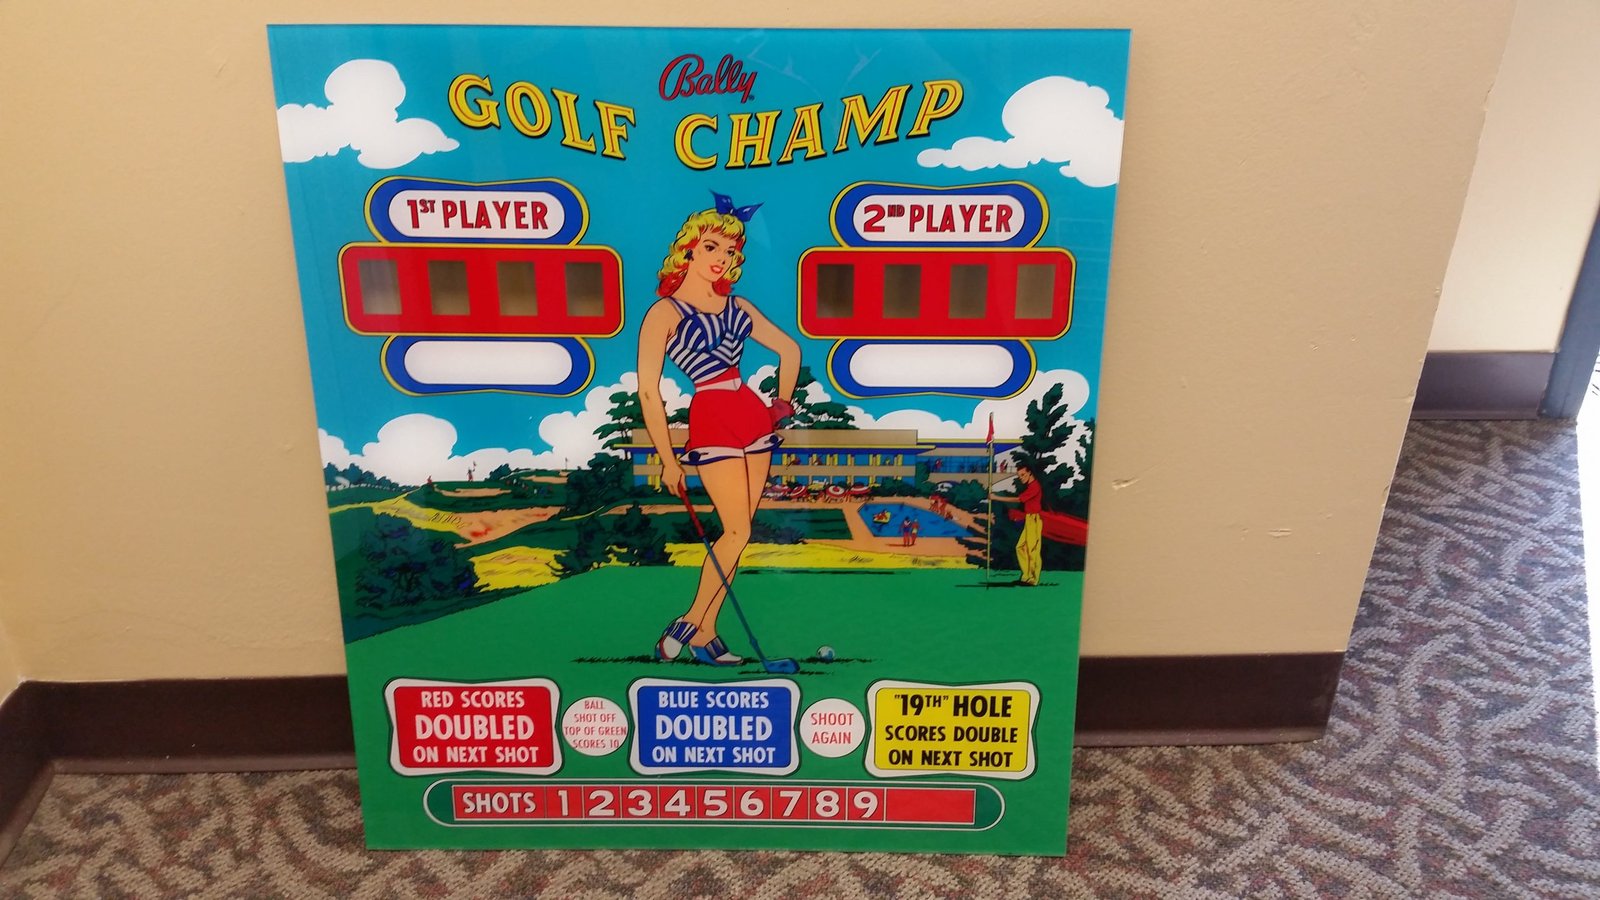 Bally
GOLF CHAMP
1ST PLAYER
2ND PLAYER
RED SCORES
DOUBLED
ON NEXT SHOT
BALL
SHOT OFF
TOP OF GREEN
SCORES 10
BLUE SCORES
DOUBLED
ON NEXT SHOT
SHOOT
AGAIN
"19TH" HOLE
SCORES DOUBLE
ON NEXT SHOT
SHOTS 1 2 3 4 5 6 7 8 9